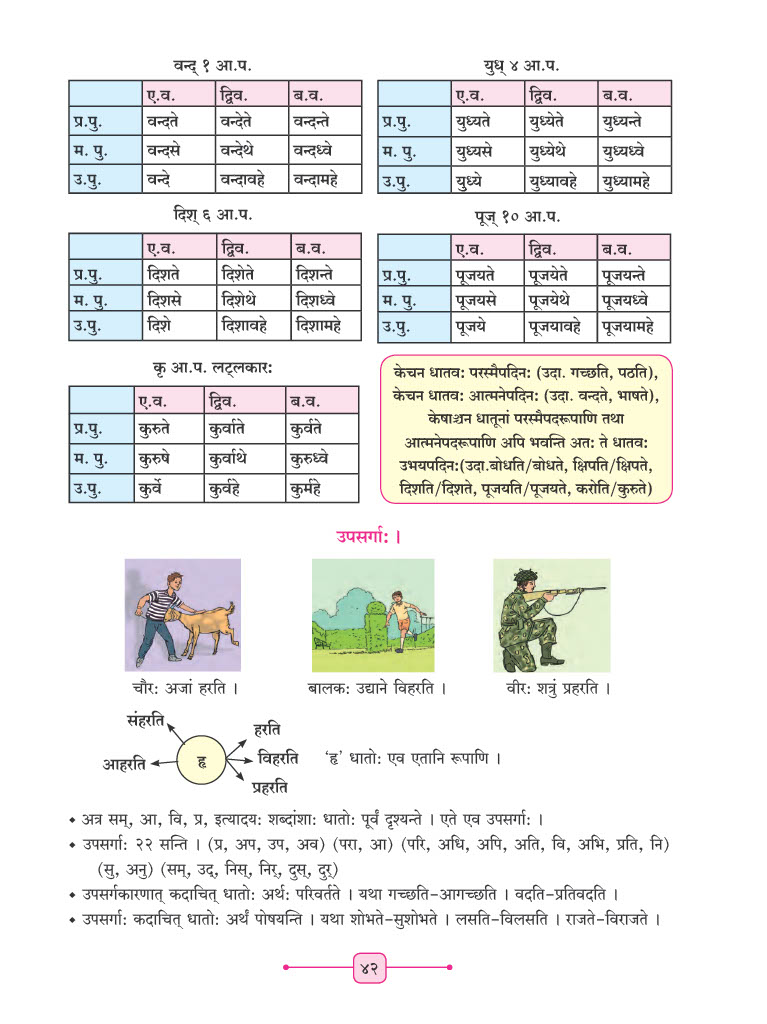 वन्द् १ आ.प.
ए.व. द्विव. ब.व.
प्र.पु. वन्दते वन्देते वन्दन्ते
म. पु. वन्दसे वन्देथे वन्दध्वे
उ.पु. वन्दे वन्दावहे वन्दामहे
युध् ४ आ.प.
ए.व. द्विव. ब.व.
प्र.पु. युध्यते युध्येते युध्यन्ते
म. पु. युध्यसे युध्येथे युध्यध्वे
उ.पु. युध्ये युध्यावहे युध्यामहे
दिश् ६ आ.प.
ए.व. द्विव. ब.व.
प्र.पु. दिशते दिशेते दिशन्ते
म. पु. दिशसे दिशेथे दिशध्वे
उ.पु. दिशे दिशावहे दिशामहे
पूज् १० आ.प.
ए.व. द्विव. ब.व.
प्र.पु. पूजयते पूजयेते पूजयन्ते
म. पु. पूजयसे पूजयेथे पूजयध्वे
उ.पु. पूजये पूजयावहे पूजयामहे
कृ आ.प. लट्लकारः
ए.व. द्विव. ब.व.
प्र.पु. कुरुते कुर्वाते कुर्वते
म. पु. कुरुषे कुर्वाथे कुरुध्वे
उ.पु. कुर्वे कुर्वहे कुर्महे
केचन धातवः परस्मैपदिनः (उदा. गच्छति, पठति),
केचन धातवः आत्मनेपदिनः (उदा. वन्दते, भाषते),
केषाञ्चन धातूनां परस्मैपदरूपाणि तथा
आत्मनेपदरूपाणि अपि भवन्ति अतः ते धातवः
उभयपदिनः(उदा.बोधति/बोधते, क्षिपति/क्षिपते,
दिशति/दिशते, पूजयति/पूजयते, करोति/कुरुते)
उपसर्गाः ।
चौरः अजां हरति ।
बालकः उद्याने विहरति ।
वीरः शत्रुं प्रहरति ।
संहरति
हरति
आहरति
हृ
विहरति
प्रहरति
‘हृ’ धातोः एव एतानि रूपाणि ।
• अत्र सम्, आ, वि, प्र, इत्यादयः शब्दांशाः धातोः पूर्वं दृश्यन्ते । एते एव उपसर्गाः ।
• उपसर्गाः २२ सन्ति । (प्र, अप, उप, अव) (परा, आ) (परि, अधि, अपि, अति, वि, अभि, प्रति, नि)
(सु, अनु) (सम्, उद्, निस्, निर्, दुस्, दुर्)
• उपसर्गकारणात् कदाचित् धातोः अर्थः परिवर्तते । यथा गच्छति-आगच्छति । वदति-प्रतिवदति ।
• उपसर्गाः कदाचित् धातोः अर्थं पोषयन्ति । यथा शोभते-सुशोभते । लसति-विलसति । राजते-विराजते ।
४२